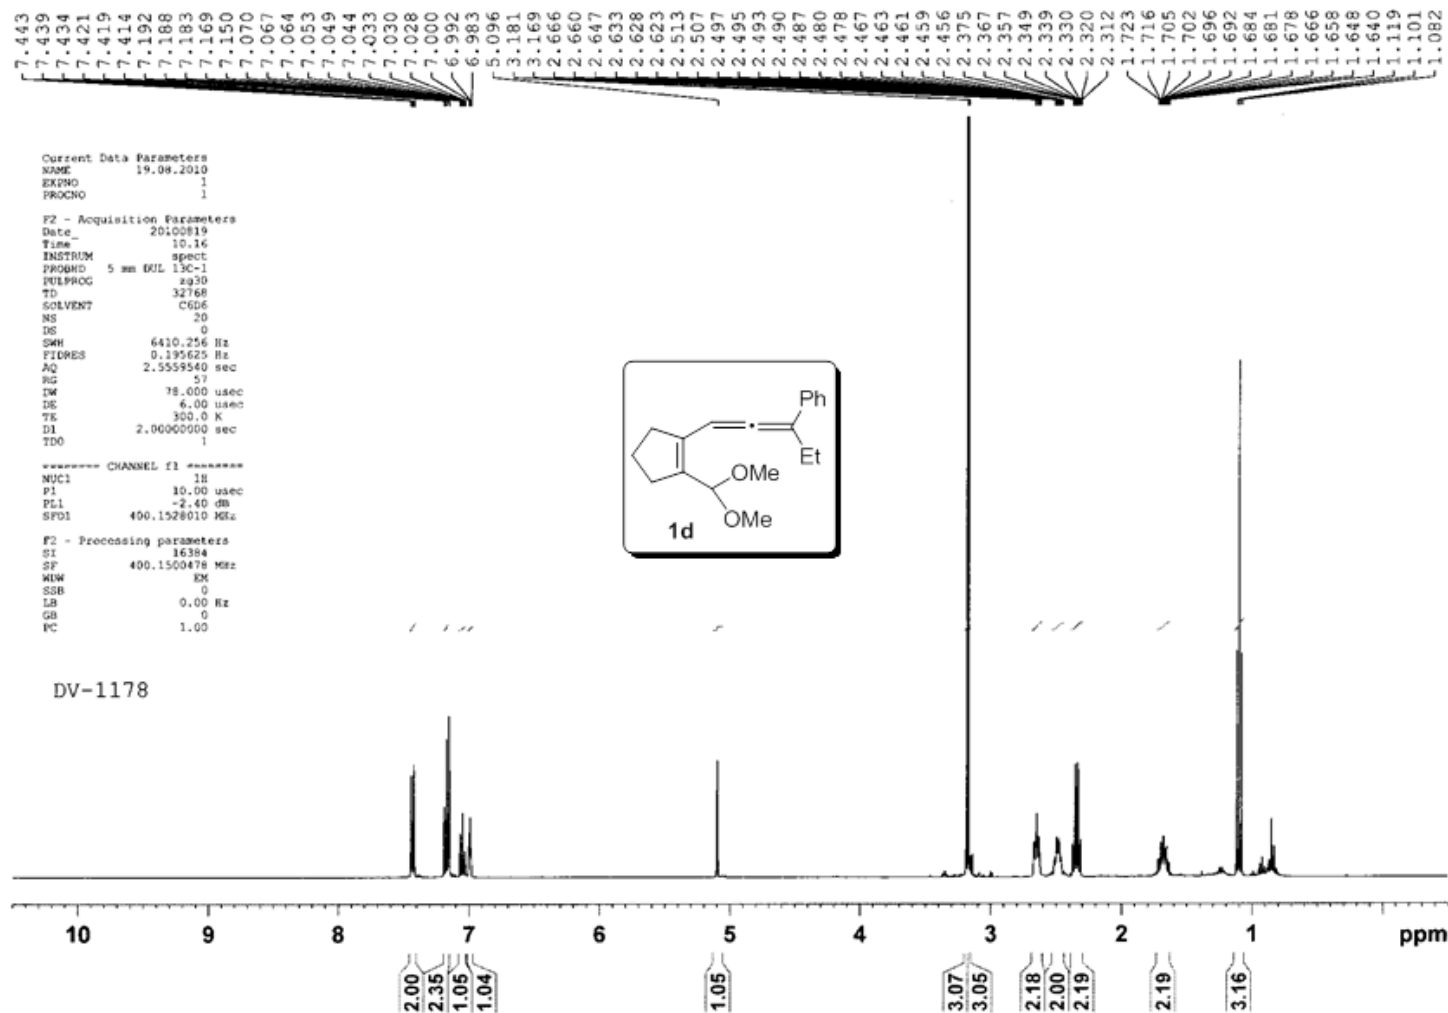 7.443
7.439
7.434
7.421
7.419
7.414
7.192
7.188
7.183
7.169
7.150
7.070
7.067
7.064
7.053
7.049
7.044
7.033
7.030
7.028
7.000
6.992
6.983
5.096
3.181
3.169
2.666
2.660
2.647
2.633
2.628
2.623
2.513
2.507
2.497
2.495
2.493
2.490
2.487
2.480
2.478
2.467
2.463
2.461
2.459
2.456
2.375
2.367
2.357
2.349
2.339
2.330
2.320
2.312
1.723
1.716
1.705
1.702
1.696
1.692
1.684
1.681
1.678
1.666
1.658
1.648
1.640
1.119
1.101
1.082
Current Data Parameters
NAME 19.08.2010
EXPNO 1
PROCNO 1
F2 - Acquisition Parameters
Date_ 20100819
Time 10.16
INSTRUM spect
PROBHD 5 mm DUL 13C-1
PULPROG zg30
TD 32768
SOLVENT C6D6
NS 20
DS 0
SWH 6410.256 Hz
FIDRES 0.195625 Hz
AQ 2.5559540 sec
RG 57
DW 78.000 usec
DE 6.00 usec
TE 300.0 K
D1 2.00000000 sec
TD0 1
======== CHANNEL f1 ========
NUC1 1H
P1 10.00 usec
PL1 -2.40 dB
SFO1 400.1528010 MHz
F2 - Processing parameters
SI 16384
SF 400.1500478 MHz
WDW EM
SSB 0
LB 0.00 Hz
GB 0
PC 1.00
Ph
Et
OMe
OMe
1d
DV-1178
10 9 8 7 6 5 4 3 2 1 ppm
2.00 2.35 1.05 1.04 1.05 3.07 3.05 2.18 2.00 2.19 2.19 3.16